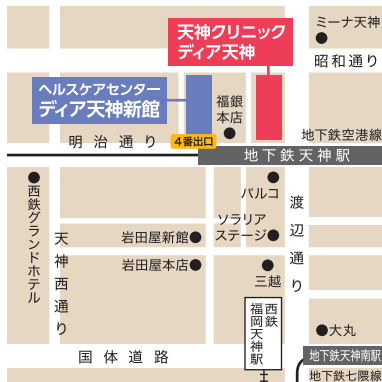 ミーナ天神
天神クリニック
ディア天神
昭和通り
ヘルスケアセンター
ディア天神新館
福銀
本店
地下鉄空港線
明治通り
4番出口
地下鉄天神駅
西鉄グランドホテル
パルコ
渡辺通り
ソラリア
ステージ
天神西通り
岩田屋新館
岩田屋本店
三越
西鉄
福岡天神駅
大丸
国体道路
地下鉄天神南駅
地下鉄七隈線